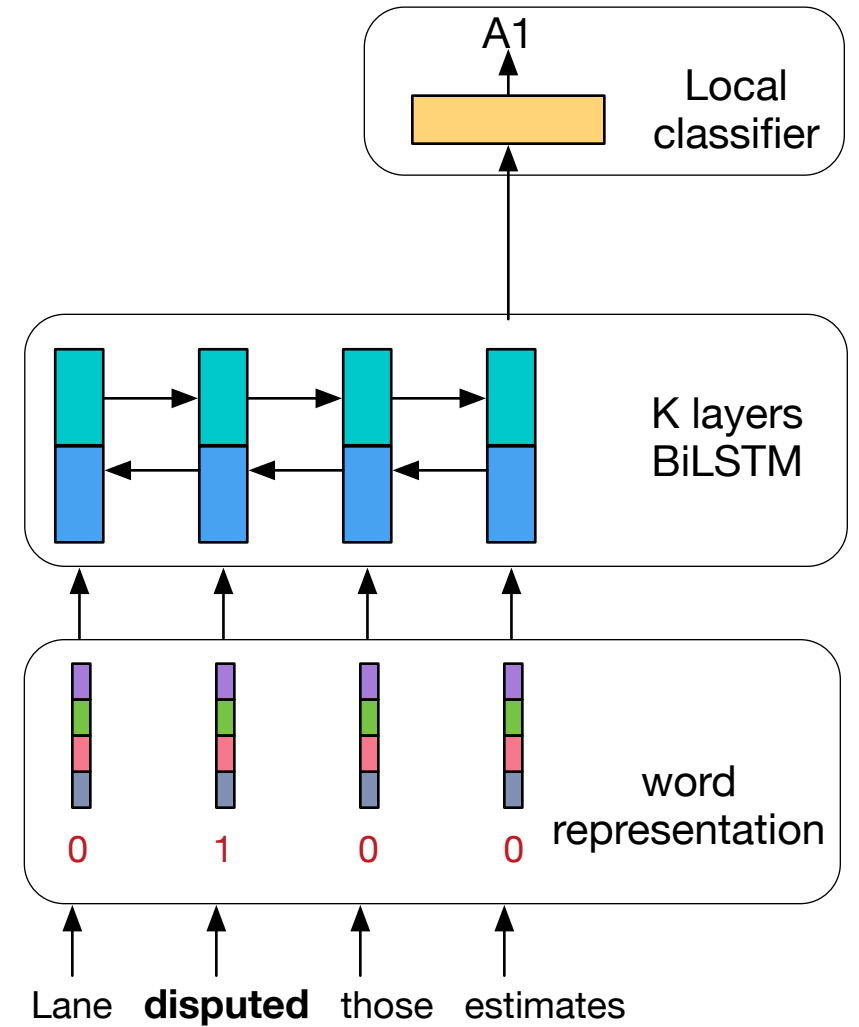 A1
Local
classifier
K layers
BiLSTM
word
representation
0 1 0 0
Lane disputed those estimates